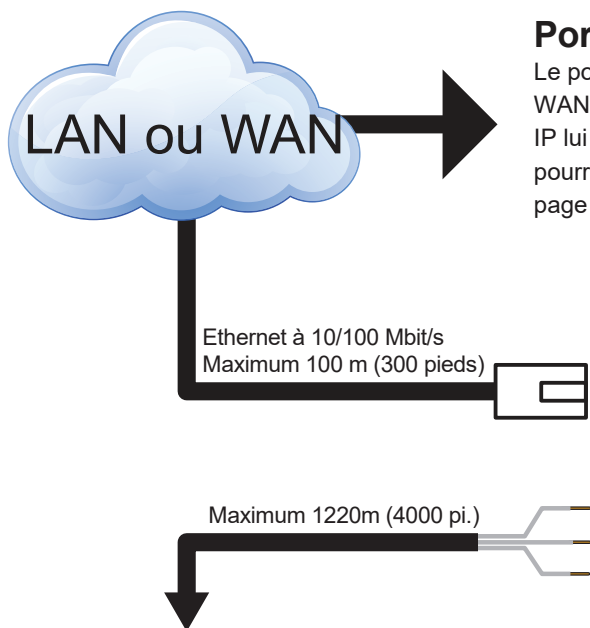 Por
Le po
WAN
IP lui
pourr
page
LAN ou WAN
Ethernet à 10/100 Mbit/s
Maximum 100 m (300 pieds)
Maximum 1220m (4000 pi.)